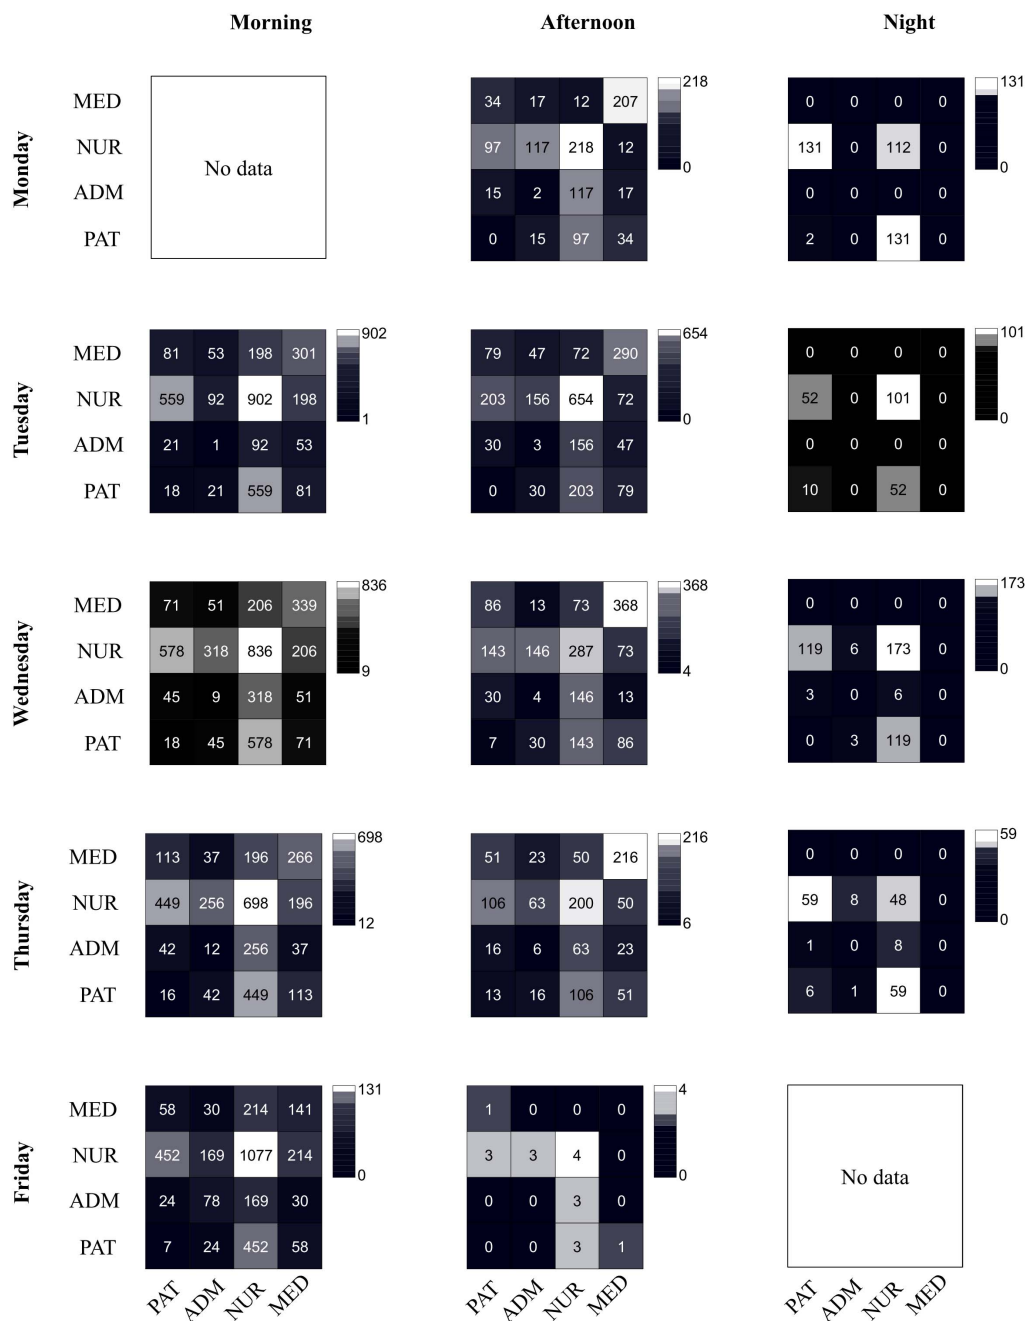 Morning Afternoon Night
Monday
MED 34 17 12 207 218 0 0 0 0 131
NUR No data 97 117 218 12 0 131 0 112 0 0
ADM 15 2 117 17 0 0 0 0
PAT 0 15 97 34 2 0 131 0
Tuesday
MED 81 53 198 301 902 79 47 72 290 654 0 0 0 0 101
NUR 559 92 902 198 1 203 156 654 72 0 52 0 101 0 0
ADM 21 1 92 53 30 3 156 47 0 0 0 0
PAT 18 21 559 81 0 30 203 79 10 0 52 0
Wednesday
MED 71 51 206 339 836 86 13 73 368 368 0 0 0 0 173
NUR 578 318 836 206 9 143 146 287 73 4 119 6 173 0 0
ADM 45 9 318 51 30 4 146 13 3 0 6 0
PAT 18 45 578 71 7 30 143 86 0 3 119 0
Thursday
MED 113 37 196 266 698 51 23 50 216 216 0 0 0 0 59
NUR 449 256 698 196 12 106 63 200 50 6 59 8 48 0 0
ADM 42 12 256 37 16 6 63 23 1 0 8 0
PAT 16 42 449 113 13 16 106 51 6 1 59 0
Friday
MED 58 30 214 141 131 1 0 0 0 4
NUR 452 169 1077 214 0 3 3 4 0 0 No data
ADM 24 78 169 30 0 0 3 0
PAT 7 24 452 58 0 0 3 1
PAT ADM NUR MED PAT ADM NUR MED PAT ADM NUR MED